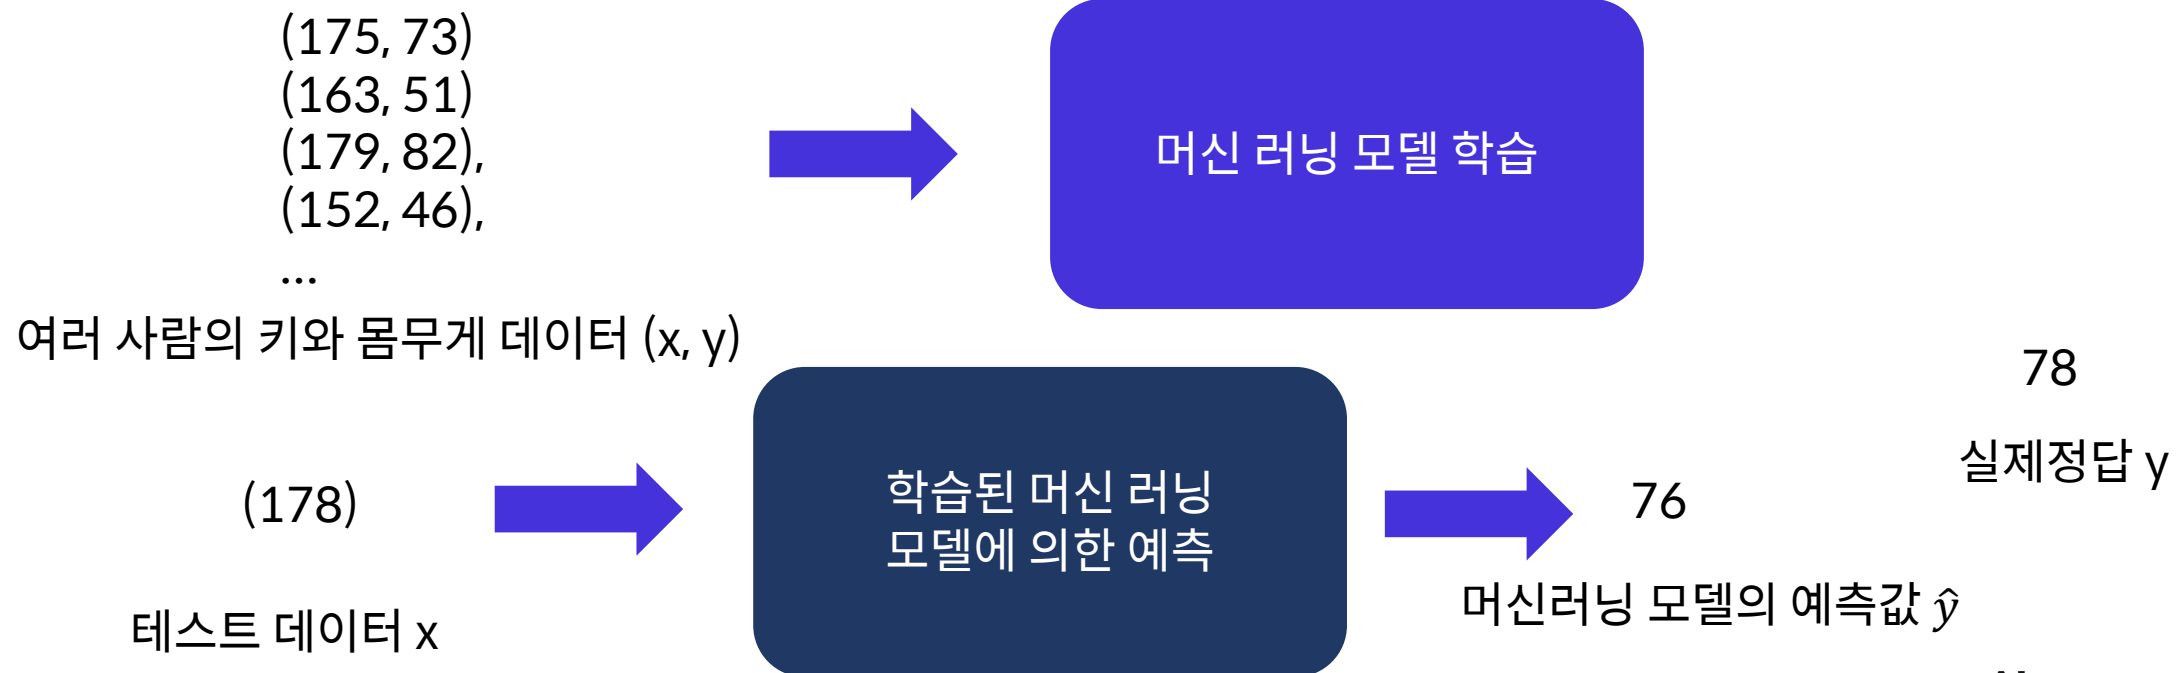 (175, 73)
(163, 51)
(179, 82),
(152, 46),
...
여러 사람의 키와 몸무게 데이터 (x, y)
머신 러닝 모델 학습
(178)
테스트 데이터 x
학습된 머신 러닝
모델에 의한 예측
76
머신러닝 모델의 예측값 ŷ
78
실제정답 y